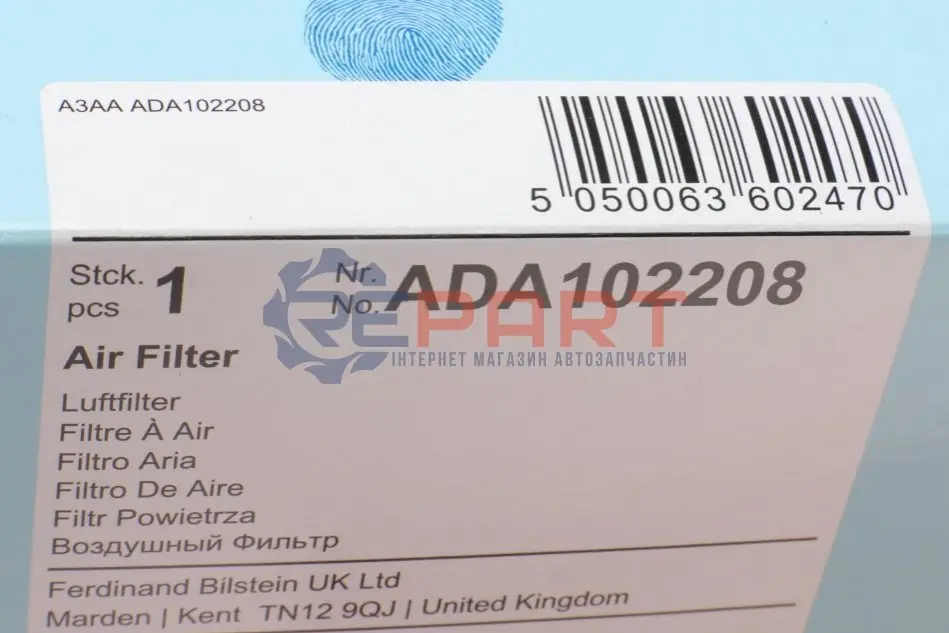 A3AA ADA102208
5 050063 602470
Stck. 1 Nr. ADA102208
pcs No.
REPART
ІНТЕРНЕТ МАГАЗИН АВТОЗАПЧАСТИН
Air Filter
Luftfilter
Filtre À Air
Filtro Aria
Filtro De Aire
Filtr Powietrza
Воздушный Фильтр
Ferdinand Bilstein UK Ltd
Marden | Kent TN12 9QJ | United Kingdom